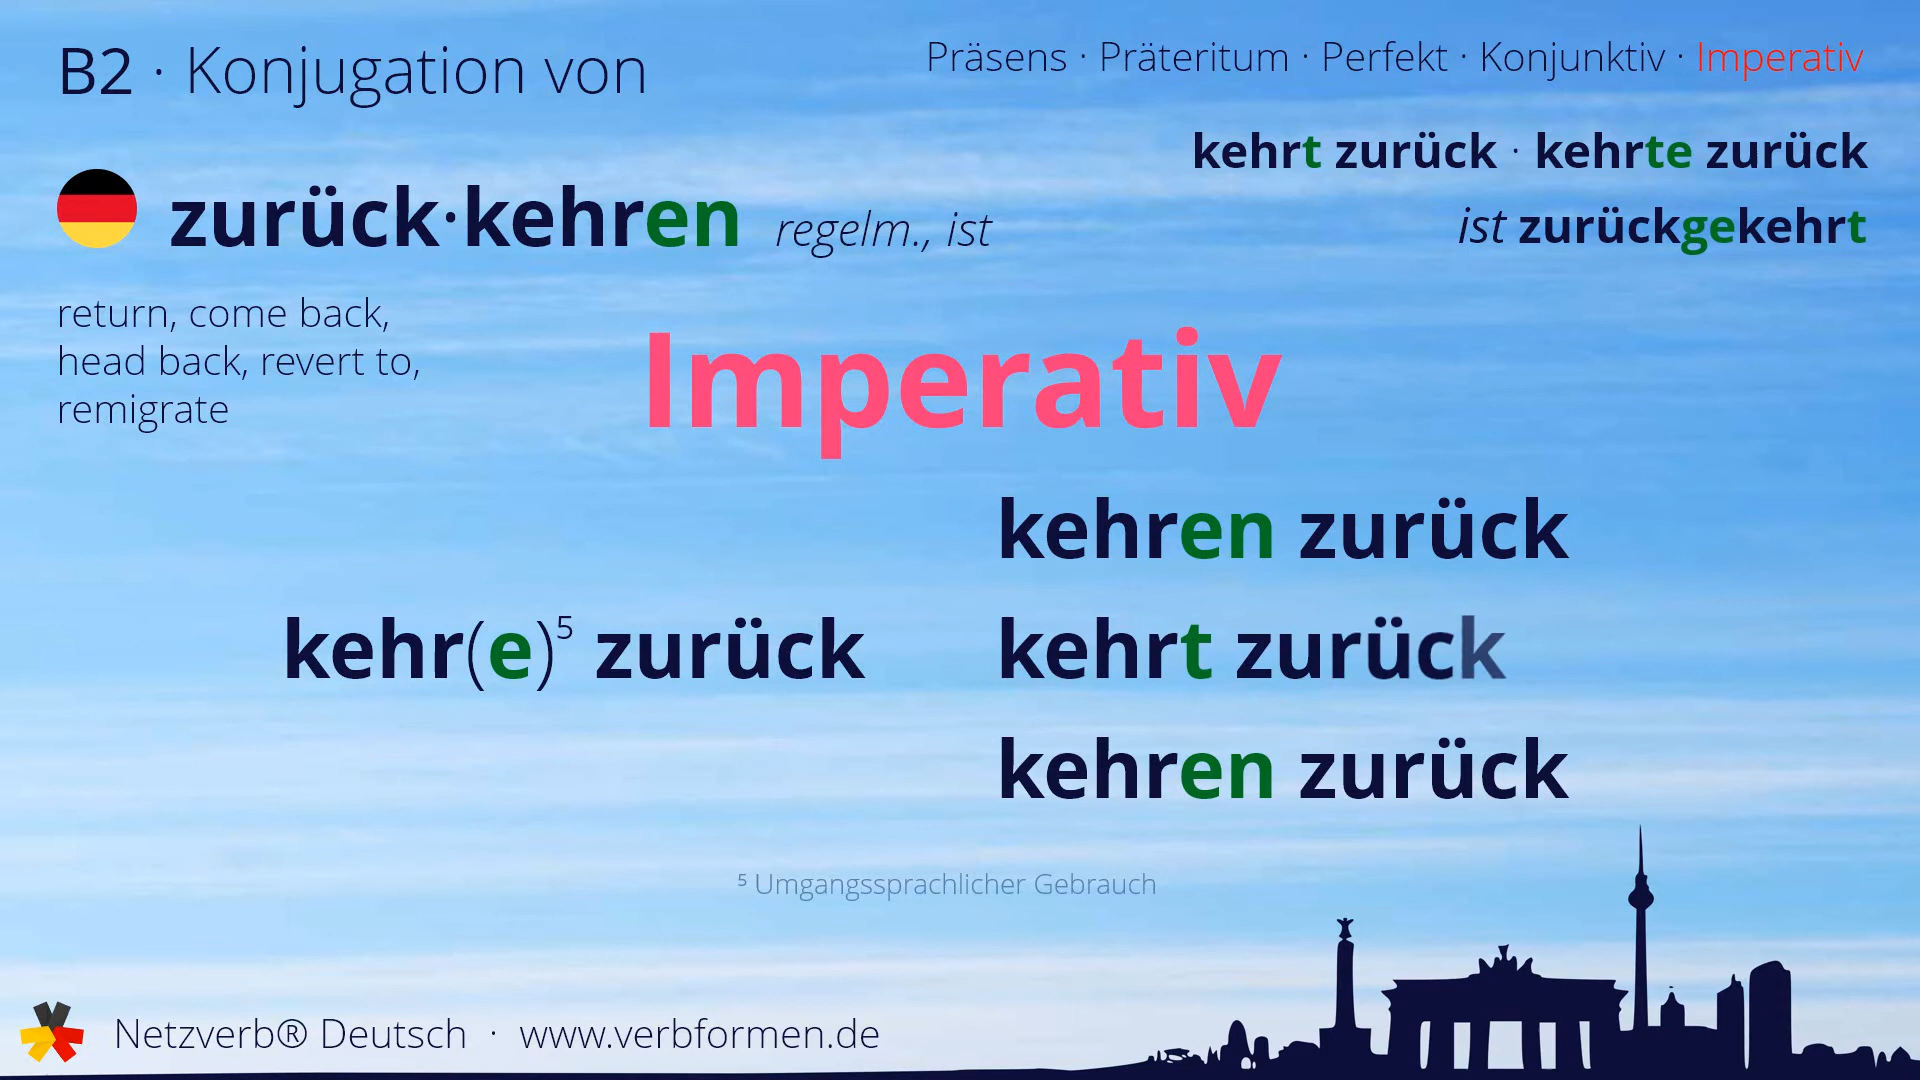 B2 · Konjugation von
Präsens · Präteritum · Perfekt · Konjunktiv · Imperativ
kehrt zurück · kehrte zurück
zurück·kehren regelm., ist
ist zurückgekehrt
return, come back,
head back, revert to,
remigrate
Imperativ
kehren zurück
kehr(e)⁵ zurück
kehrt zurück
kehren zurück
⁵ Umgangssprachlicher Gebrauch
Netzverb® Deutsch · www.verbformen.de